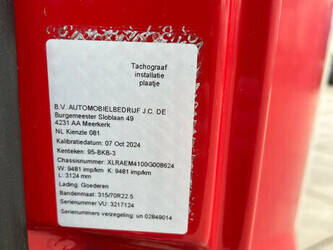 Tachograaf
installatie
plaatje
B.V. AUTOMOBIELBEDRIJF J.C. DE
Burgemeester Sloblaan 49
4231 AA Meerkerk
NL Kienzle 081
Kalibratiedatum: 07 Oct 2024
Kenteken: 95-BKB-3
Chassisnummer: XLRAEM4100G008624
W: 9481 imp/km K: 9481 imp/km
L: 3124 mm
Lading: Goederen
Bandenmaat: 315/70R22.5
Serienummer VU: 3217124
Serienummers verzegeling: un 02849014